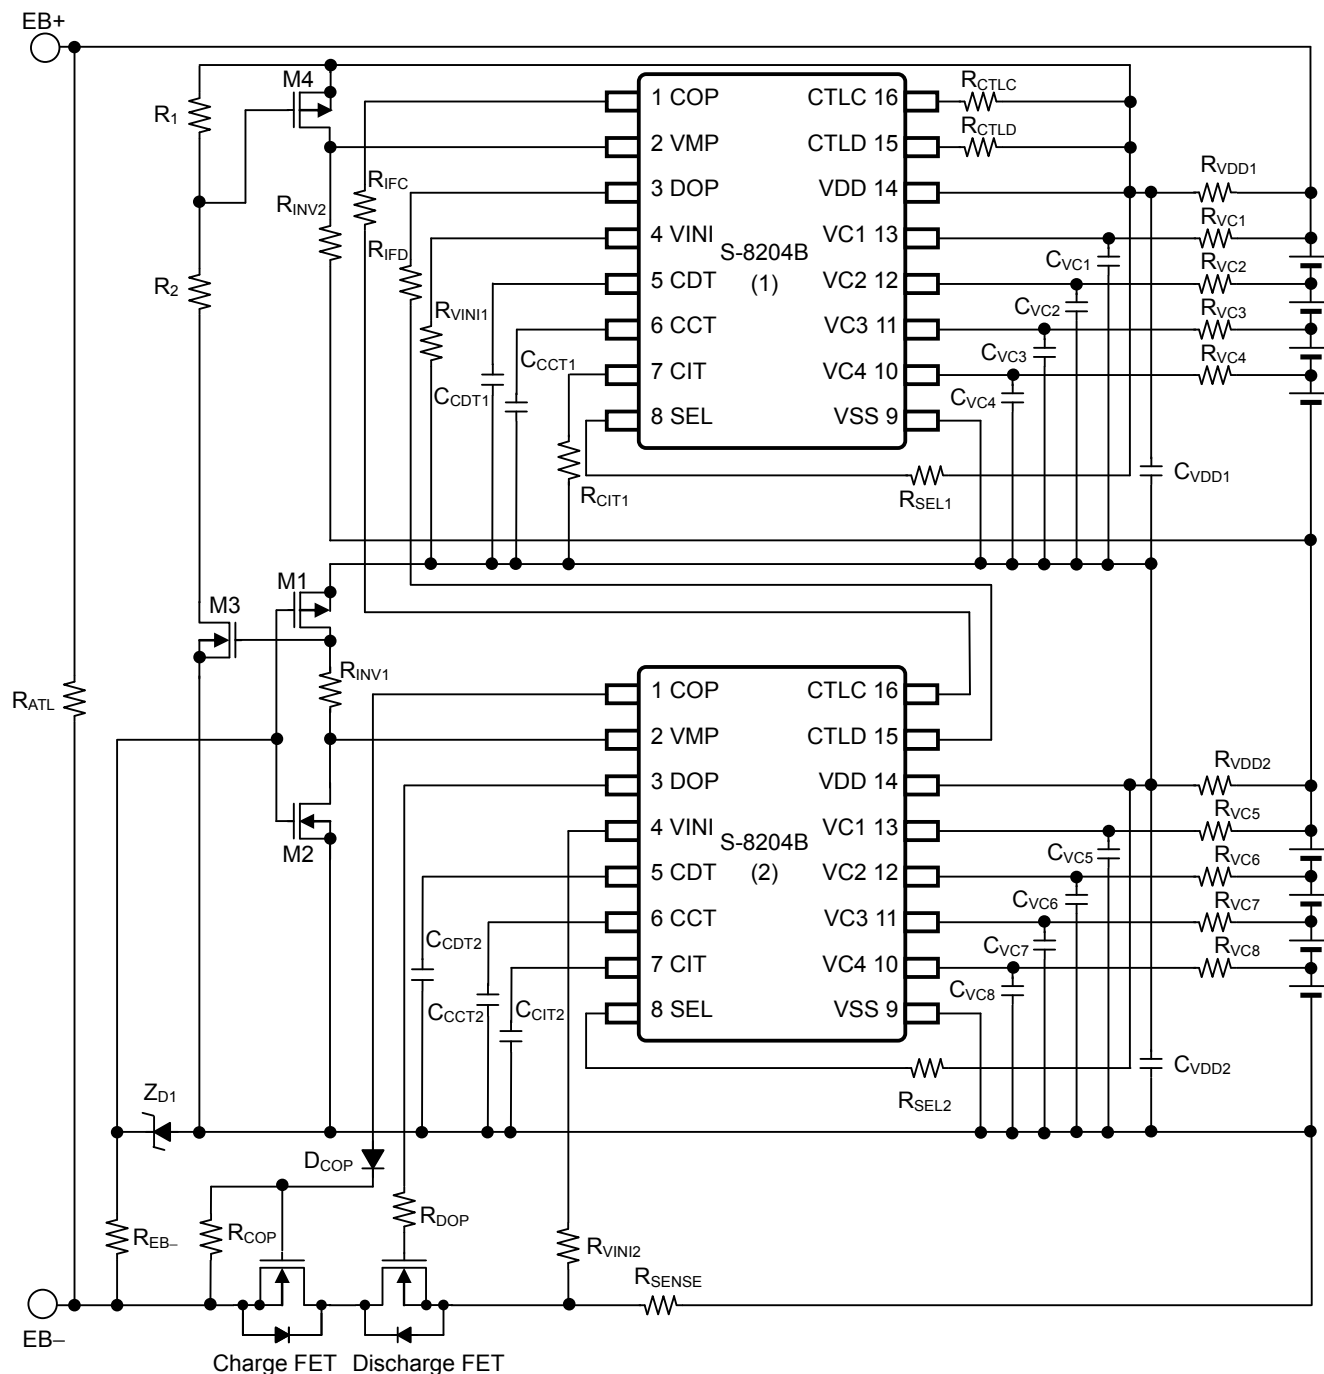 EB+
M4
R1
1 COP
CTLC 16
RCTLC
2 VMP
CTLD 15
RCTLD
RIFC
3 DOP
VDD 14
RVDD1
RINV2
4 VINI
VC1 13
RVC1
RIFD
S-8204B
(1)
CVC1
R2
5 CDT
VC2 12
RVC2
RVINI1
CVC2
6 CCT
VC3 11
RVC3
CCCT1
CVC3
7 CIT
VC4 10
RVC4
CCDT1
CVC4
8 SEL
VSS 9
RCIT1
RSEL1
CVDD1
M1
M3
RINV1
RATL
1 COP
CTLC 16
2 VMP
CTLD 15
3 DOP
VDD 14
RVDD2
4 VINI
VC1 13
RVC5
S-8204B
(2)
M2
CVC5
5 CDT
VC2 12
RVC6
CVC6
6 CCT
VC3 11
RVC7
CCDT2
CVC7
7 CIT
VC4 10
RVC8
CCCT2
CCIT2
CVC8
8 SEL
VSS 9
CVDD2
ZD1
RSEL2
DCOP
RCOP
RDOP
REB−
RVINI2
RSENSE
EB−
Charge FET
Discharge FET